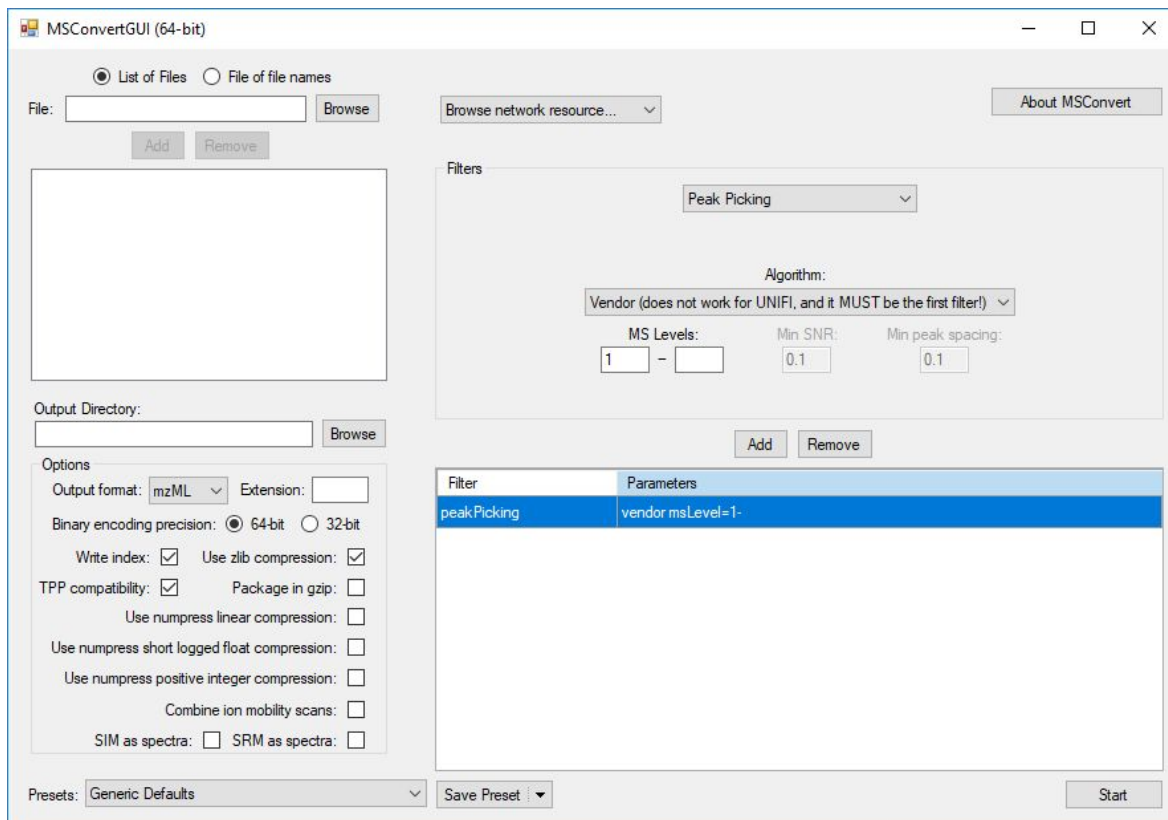 MSConvertGUI (64-bit)
List of Files File of file names
File: Browse
Add Remove
Browse network resource...
About MSConvert
Filters
Peak Picking
Algorithm:
Vendor (does not work for UNIFI, and it MUST be the first filter!)
MS Levels: Min SNR: Min peak spacing:
1 – 0.1 0.1
Output Directory:
Browse
Add Remove
Options
Output format: mzML Extension:
Binary encoding precision: 64-bit 32-bit
Write index: Use zlib compression:
TPP compatibility: Package in gzip:
Use numpress linear compression:
Use numpress short logged float compression:
Use numpress positive integer compression:
Combine ion mobility scans:
SIM as spectra: SRM as spectra:
Filter Parameters
peakPicking vendor msLevel=1-
Presets: Generic Defaults Save Preset Start